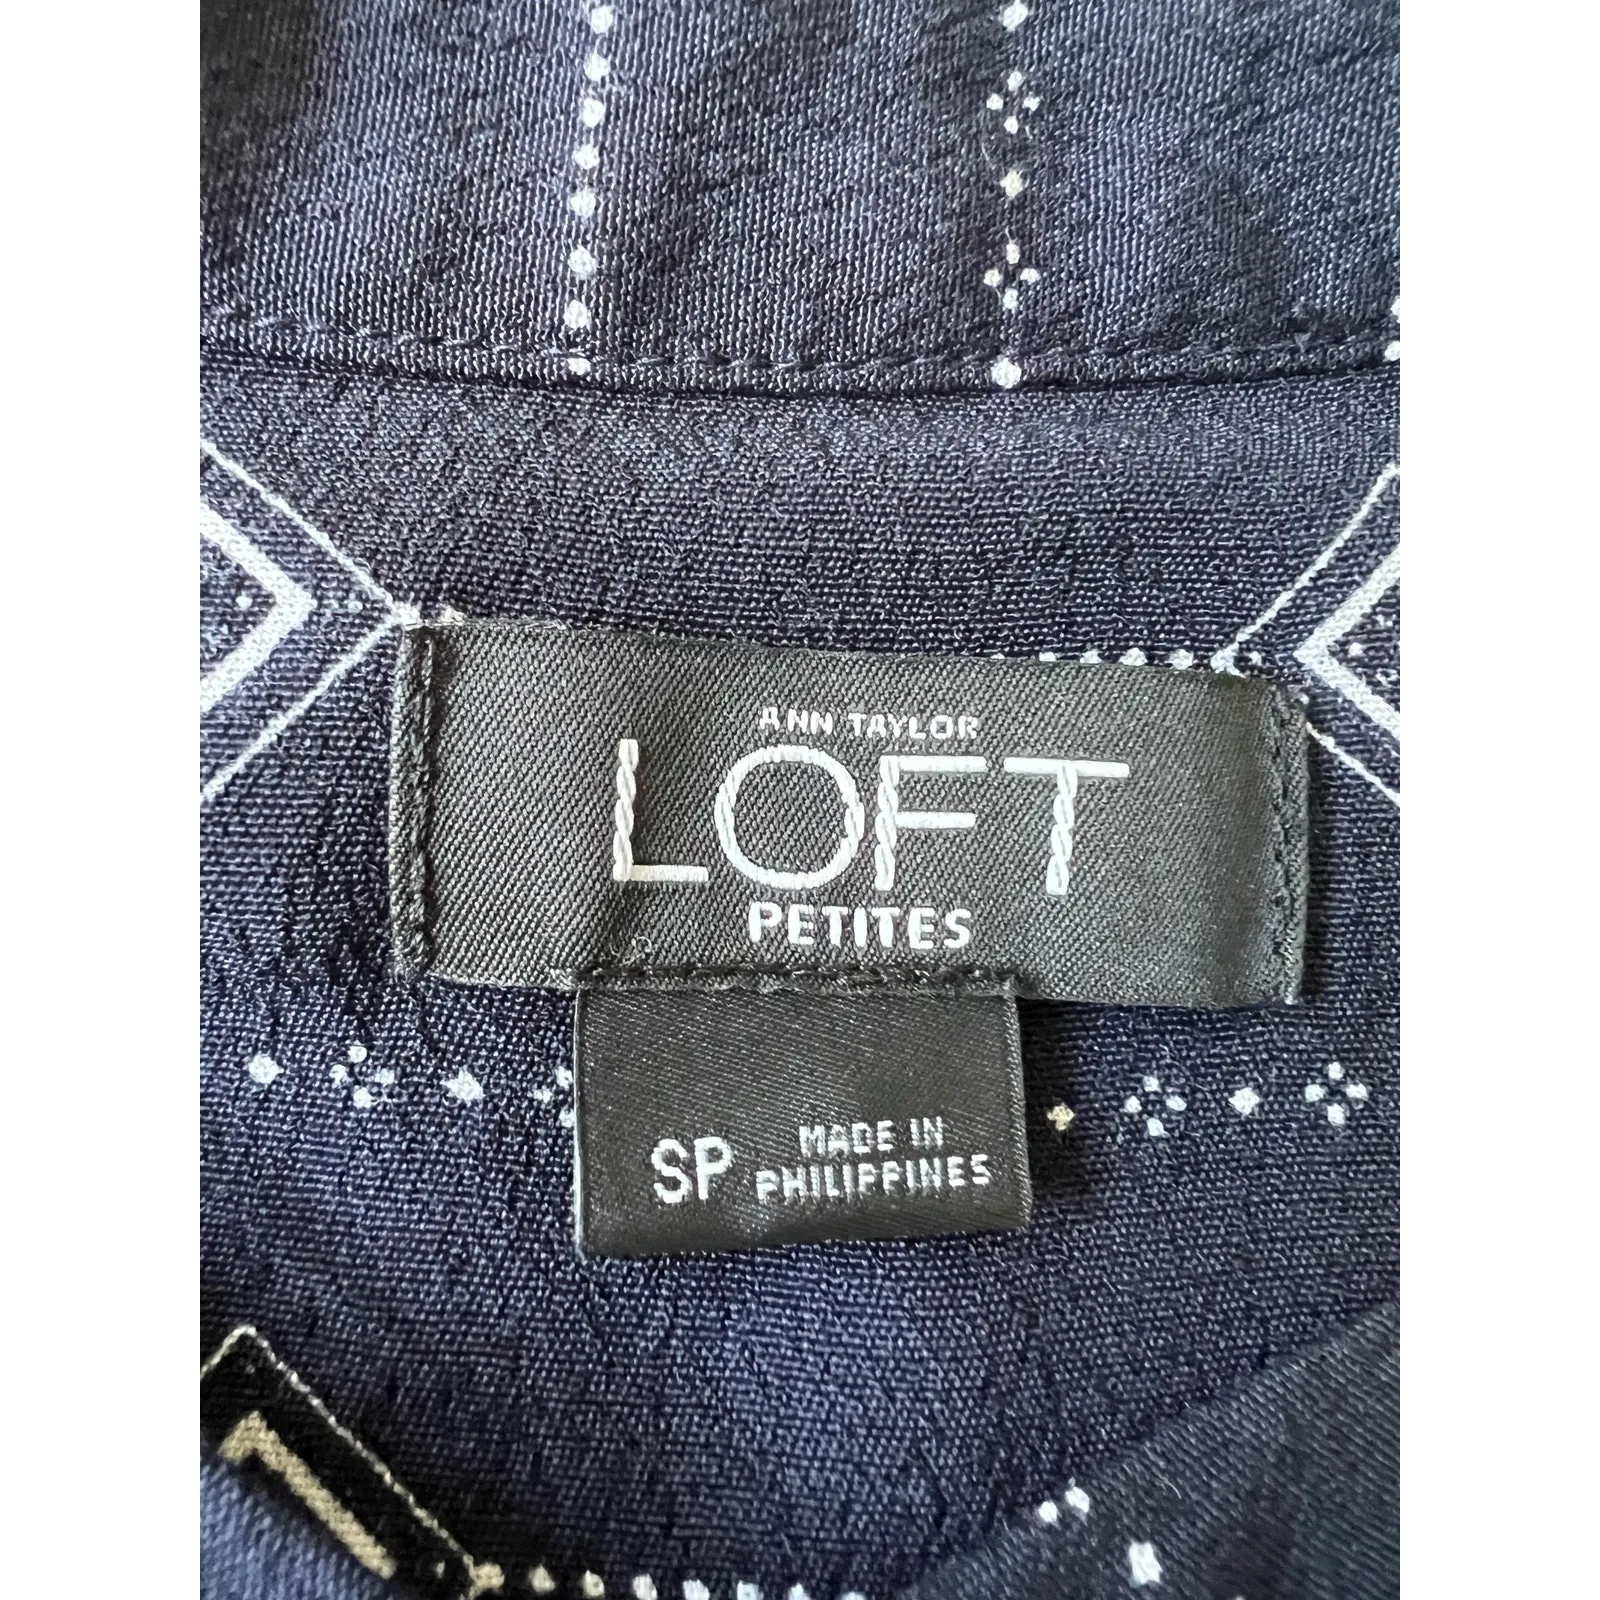 ANN TAYLOR
LOFT
PETITES
SP
MADE IN
PHILIPPINES